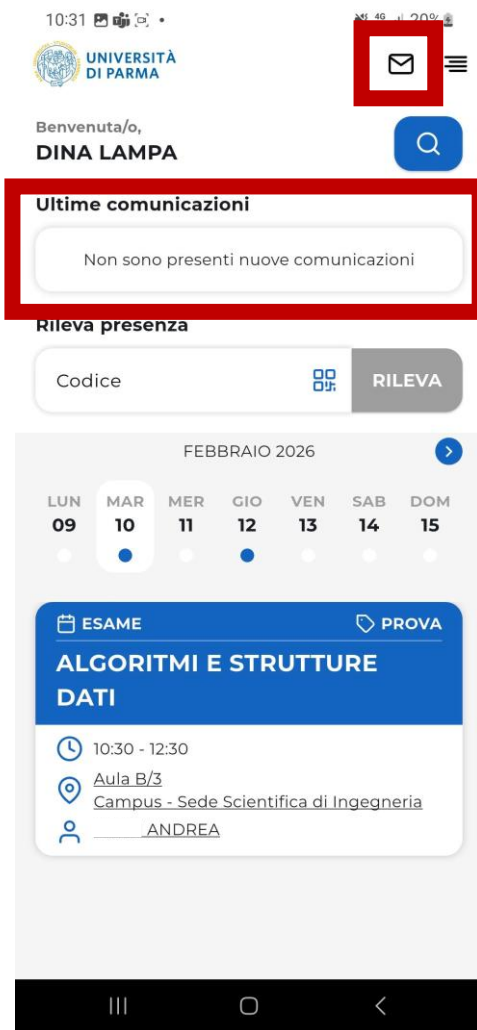 10:31
4G 20%
UNIVERSITÀ
DI PARMA
Benvenuta/o,
DINA LAMPA
Ultime comunicazioni
Non sono presenti nuove comunicazioni
Rileva presenza
Codice RILEVA
FEBBRAIO 2026
LUN MAR MER GIO VEN SAB DOM
09 10 11 12 13 14 15
ESAME PROVA
ALGORITMI E STRUTTURE
DATI
10:30 - 12:30
Aula B/3
Campus - Sede Scientifica di Ingegneria
ANDREA